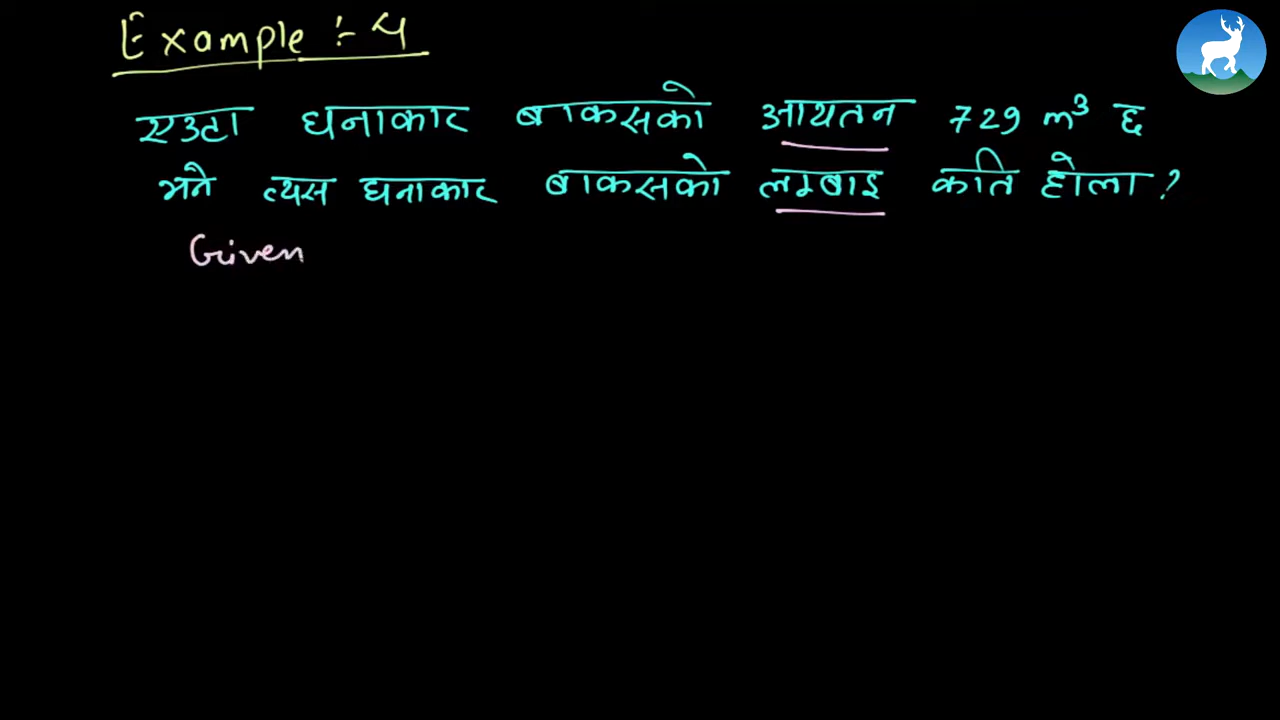 Example :- 4
एउटा घनाकार बाकसको आयतन 729 m³ छ
भने त्यस घनाकार बाकसको लम्बाइ कति होला ?
Given